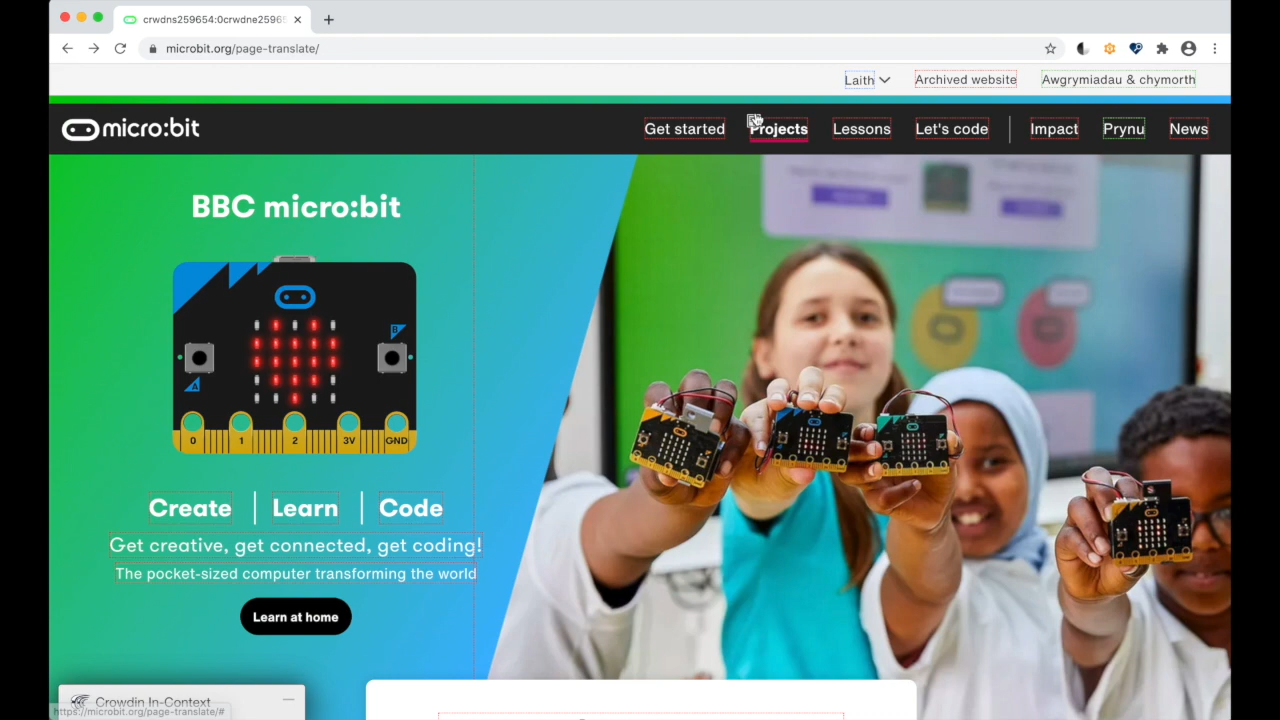 crwdns259654:0crwdne2596
microbit.org/page-translate/
Laith Archived website Awgrymiadau & chymorth
micro:bit Get started Projects Lessons Let's code Impact Prynu News
BBC micro:bit
B
A
0 1 2 3V GND
Create Learn Code
Get creative, get connected, get coding!
The pocket-sized computer transforming the world
Learn at home
Crowdin In-Context
https://microbit.org/page-translate/#